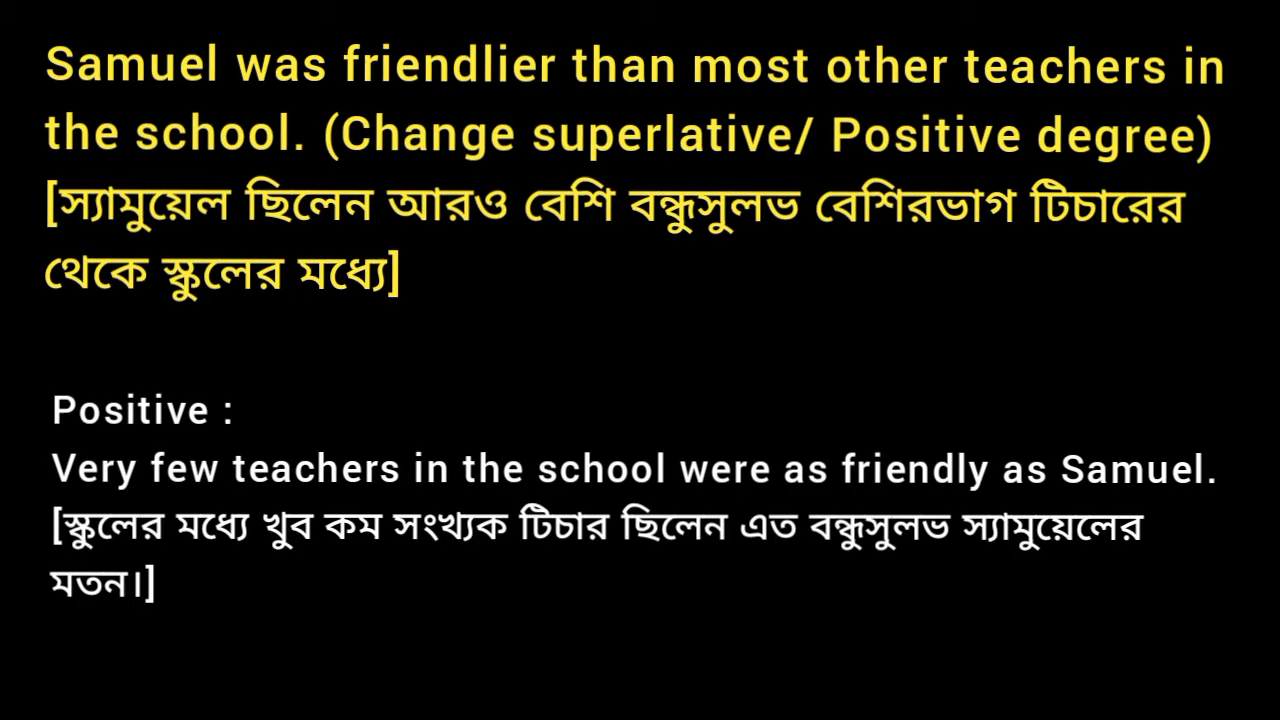 Samuel was friendlier than most other teachers in
the school. (Change superlative/ Positive degree)
[স্যামুয়েল ছিলেন আরও বেশি বন্ধুসুলভ বেশিরভাগ টিচারের
থেকে স্কুলের মধ্যে]
Positive :
Very few teachers in the school were as friendly as Samuel.
[স্কুলের মধ্যে খুব কম সংখ্যক টিচার ছিলেন এত বন্ধুসুলভ স্যামুয়েলের
মতন।]